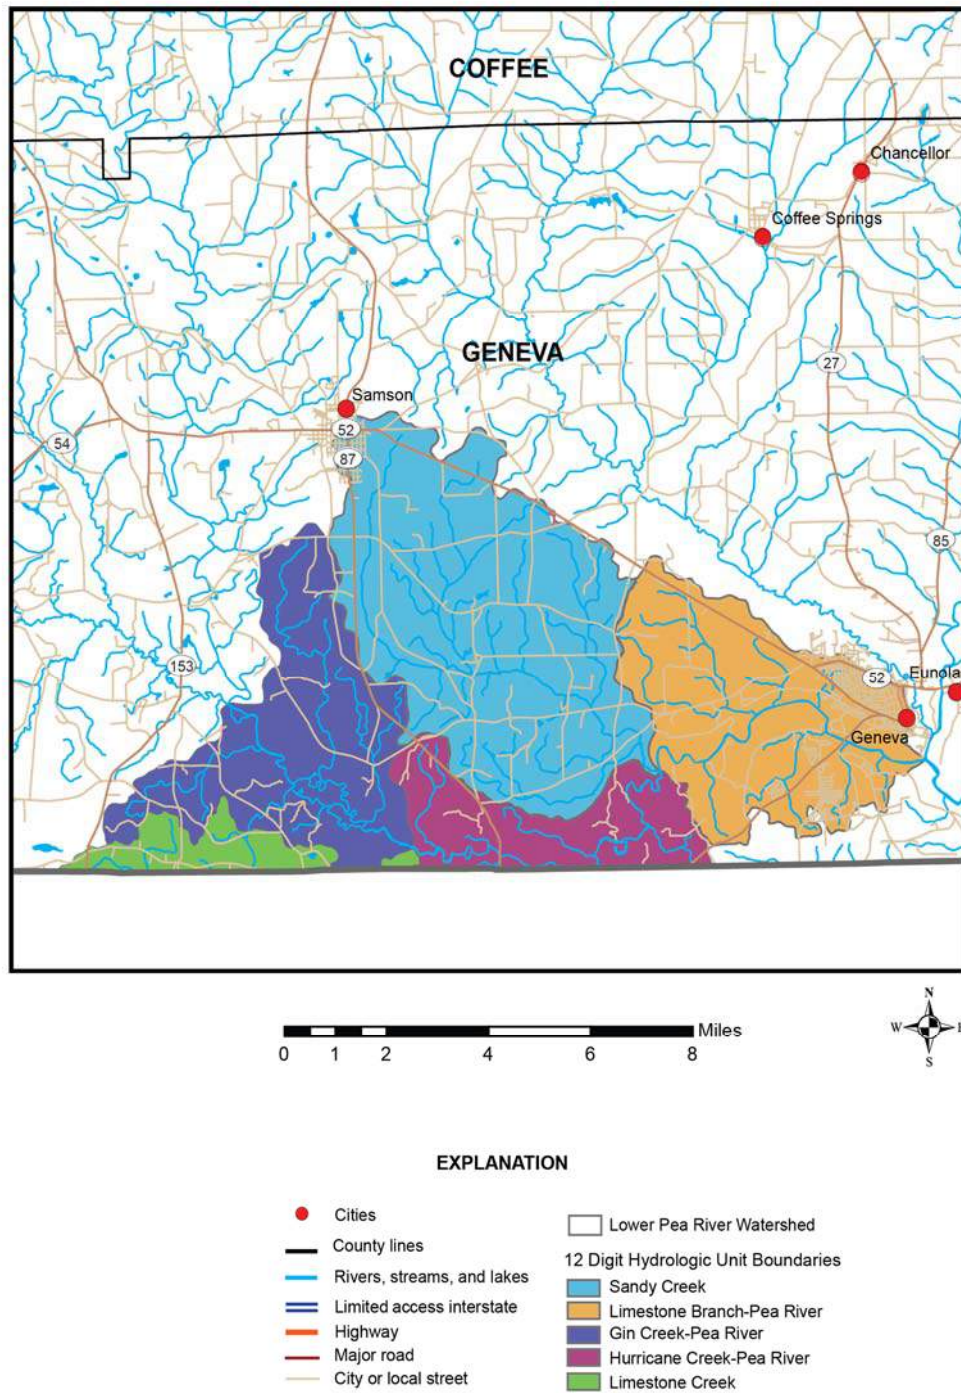 COFFEE
Chancellor
Coffee Springs
GENEVA
27
Samson
52
54
87
85
153
Eunola
52
Geneva
Miles
0 1 2 4 6 8
N
W E
S
EXPLANATION
Cities
County lines
Rivers, streams, and lakes
Limited access interstate
Highway
Major road
City or local street
Lower Pea River Watershed
12 Digit Hydrologic Unit Boundaries
Sandy Creek
Limestone Branch-Pea River
Gin Creek-Pea River
Hurricane Creek-Pea River
Limestone Creek